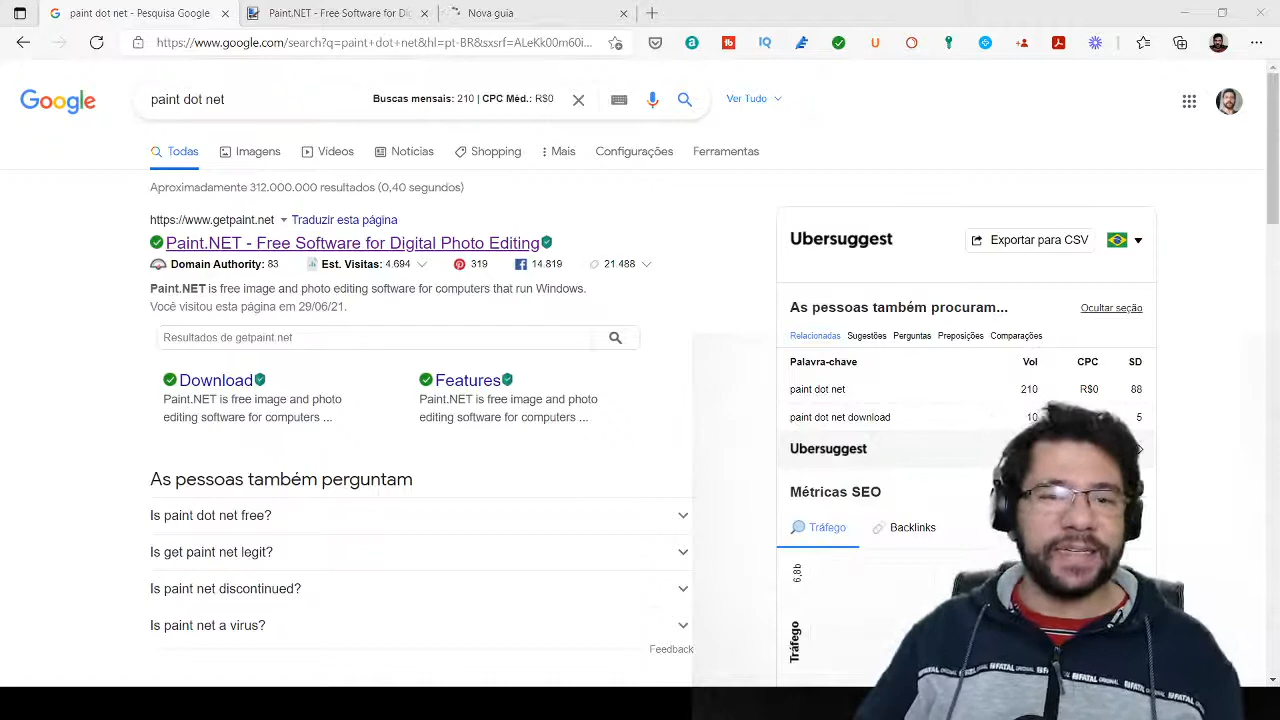 paint dot net - Pesquisa Google
Paint.NET - Free Software for Di
Nova guia
https://www.google.com/search?q=paint+dot+net&hl=pt-BR&sxsrf=ALeKk00m60i...
Google
paint dot net
Buscas mensais: 210 | CPC Méd.: R$0
Ver Tudo
Todas
Imagens
Vídeos
Notícias
Shopping
Mais
Configurações
Ferramentas
Aproximadamente 312.000.000 resultados (0,40 segundos)
https://www.getpaint.net
Traduzir esta página
Paint.NET - Free Software for Digital Photo Editing
Domain Authority: 83
Est. Visitas: 4.694
319
14.819
21.488
Paint.NET is free image and photo editing software for computers that run Windows.
Você visitou esta página em 29/06/21.
Resultados de getpaint.net
Download
Paint.NET is free image and photo
editing software for computers ...
Features
Paint.NET is free image and photo
editing software for computers ...
As pessoas também perguntam
Is paint dot net free?
Is get paint net legit?
Is paint net discontinued?
Is paint net a virus?
Feedback
Ubersuggest
Exportar para CSV
As pessoas também procuram...
Ocultar seção
Relacionadas
Sugestões
Perguntas
Preposições
Comparações
Palavra-chave
Vol
CPC
SD
paint dot net
210
R$0
88
paint dot net download
10
5
Ubersuggest
Métricas SEO
Tráfego
Backlinks
6,8b
Tráfego
FATAL
FATAL
FATAL